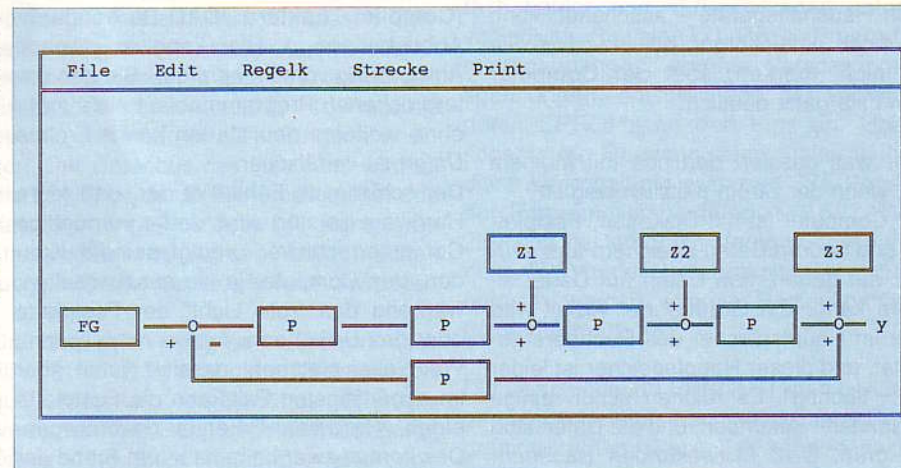 File Edit Regelk Strecke Print
Z1 Z2 Z3
+ + +
FG O P P O P O P O y
+ - + + +
P